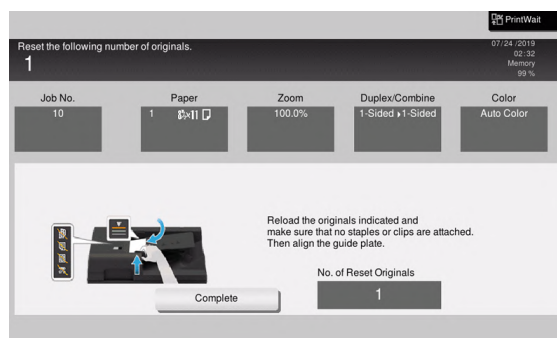 PrintWait
Reset the following number of originals.
1
07/24 /2019
02:32
Memory
99 %
Job No.
Paper
Zoom
Duplex/Combine
Color
10
1 8½×11
100.0%
1-Sided ▸1-Sided
Auto Color
Reload the originals indicated and
make sure that no staples or clips are attached.
Then align the guide plate.
No. of Reset Originals
1
Complete